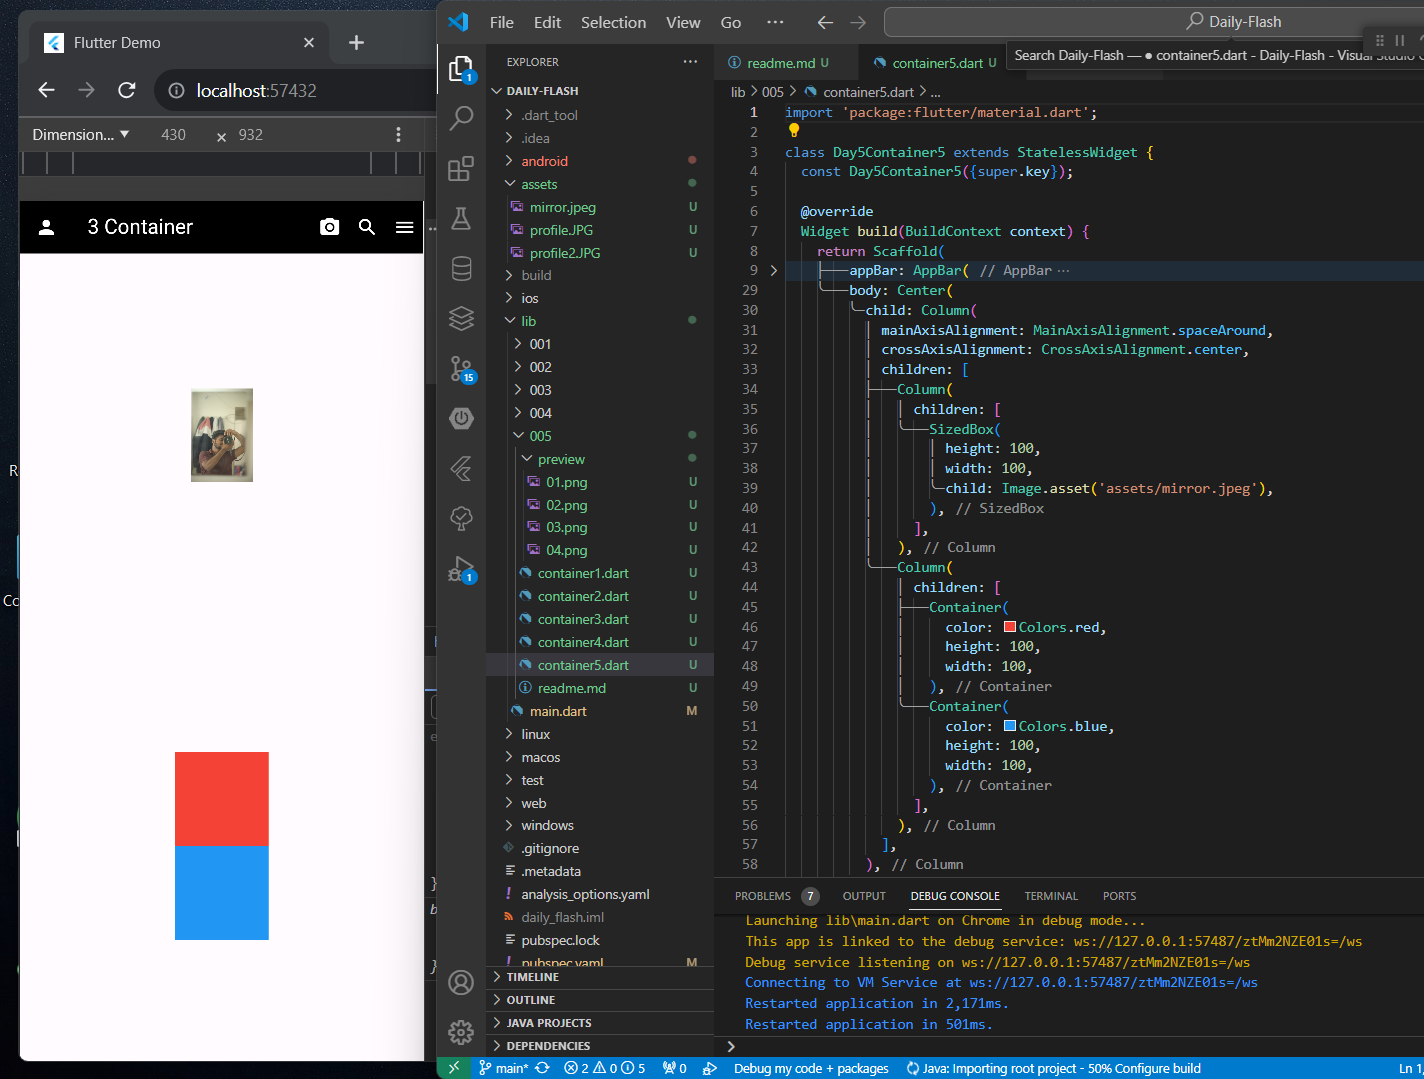 Flutter Demo
localhost:57432
Dimension... ▼ 430 × 932
3 Container
R
Co
File Edit Selection View Go ···
Daily-Flash
Search Daily-Flash — ● container5.dart - Daily-Flash - Visual Studio C
EXPLORER
DAILY-FLASH
.dart_tool
.idea
android
assets
mirror.jpeg U
profile.JPG U
profile2.JPG U
build
ios
lib
001
002
003
004
005
preview
01.png U
02.png U
03.png U
04.png U
container1.dart U
container2.dart U
container3.dart U
container4.dart U
container5.dart U
readme.md U
main.dart M
linux
macos
test
web
windows
.gitignore
.metadata
analysis_options.yaml
daily_flash.iml
pubspec.lock
pubspec.yaml M
TIMELINE
OUTLINE
JAVA PROJECTS
DEPENDENCIES
1
15
1
readme.md U
container5.dart U
lib > 005 > container5.dart > ...
1 import 'package:flutter/material.dart';
2
3 class Day5Container5 extends StatelessWidget {
4 const Day5Container5({super.key});
5
6 @override
7 Widget build(BuildContext context) {
8 return Scaffold(
9 appBar: AppBar( // AppBar ···
29 body: Center(
30 child: Column(
31 mainAxisAlignment: MainAxisAlignment.spaceAround,
32 crossAxisAlignment: CrossAxisAlignment.center,
33 children: [
34 Column(
35 children: [
36 SizedBox(
37 height: 100,
38 width: 100,
39 child: Image.asset('assets/mirror.jpeg'),
40 ), // SizedBox
41 ],
42 ), // Column
43 Column(
44 children: [
45 Container(
46 color: Colors.red,
47 height: 100,
48 width: 100,
49 ), // Container
50 Container(
51 color: Colors.blue,
52 height: 100,
53 width: 100,
54 ), // Container
55 ],
56 ), // Column
57 ],
58 ), // Column
PROBLEMS 7 OUTPUT DEBUG CONSOLE TERMINAL PORTS
Launching lib\main.dart on Chrome in debug mode...
This app is linked to the debug service: ws://127.0.0.1:57487/ztMm2NZE01s=/ws
Debug service listening on ws://127.0.0.1:57487/ztMm2NZE01s=/ws
Connecting to VM Service at ws://127.0.0.1:57487/ztMm2NZE01s=/ws
Restarted application in 2,171ms.
Restarted application in 501ms.
main* 2 0 5 0 Debug my code + packages Java: Importing root project - 50% Configure build Ln 1